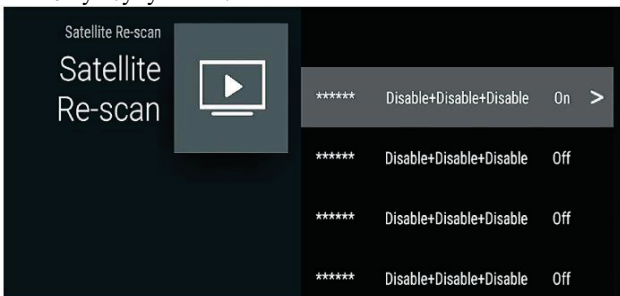 Satellite Re-scan
Satellite
Re-scan
****** Disable+Disable+Disable On >
****** Disable+Disable+Disable Off
****** Disable+Disable+Disable Off
****** Disable+Disable+Disable Off